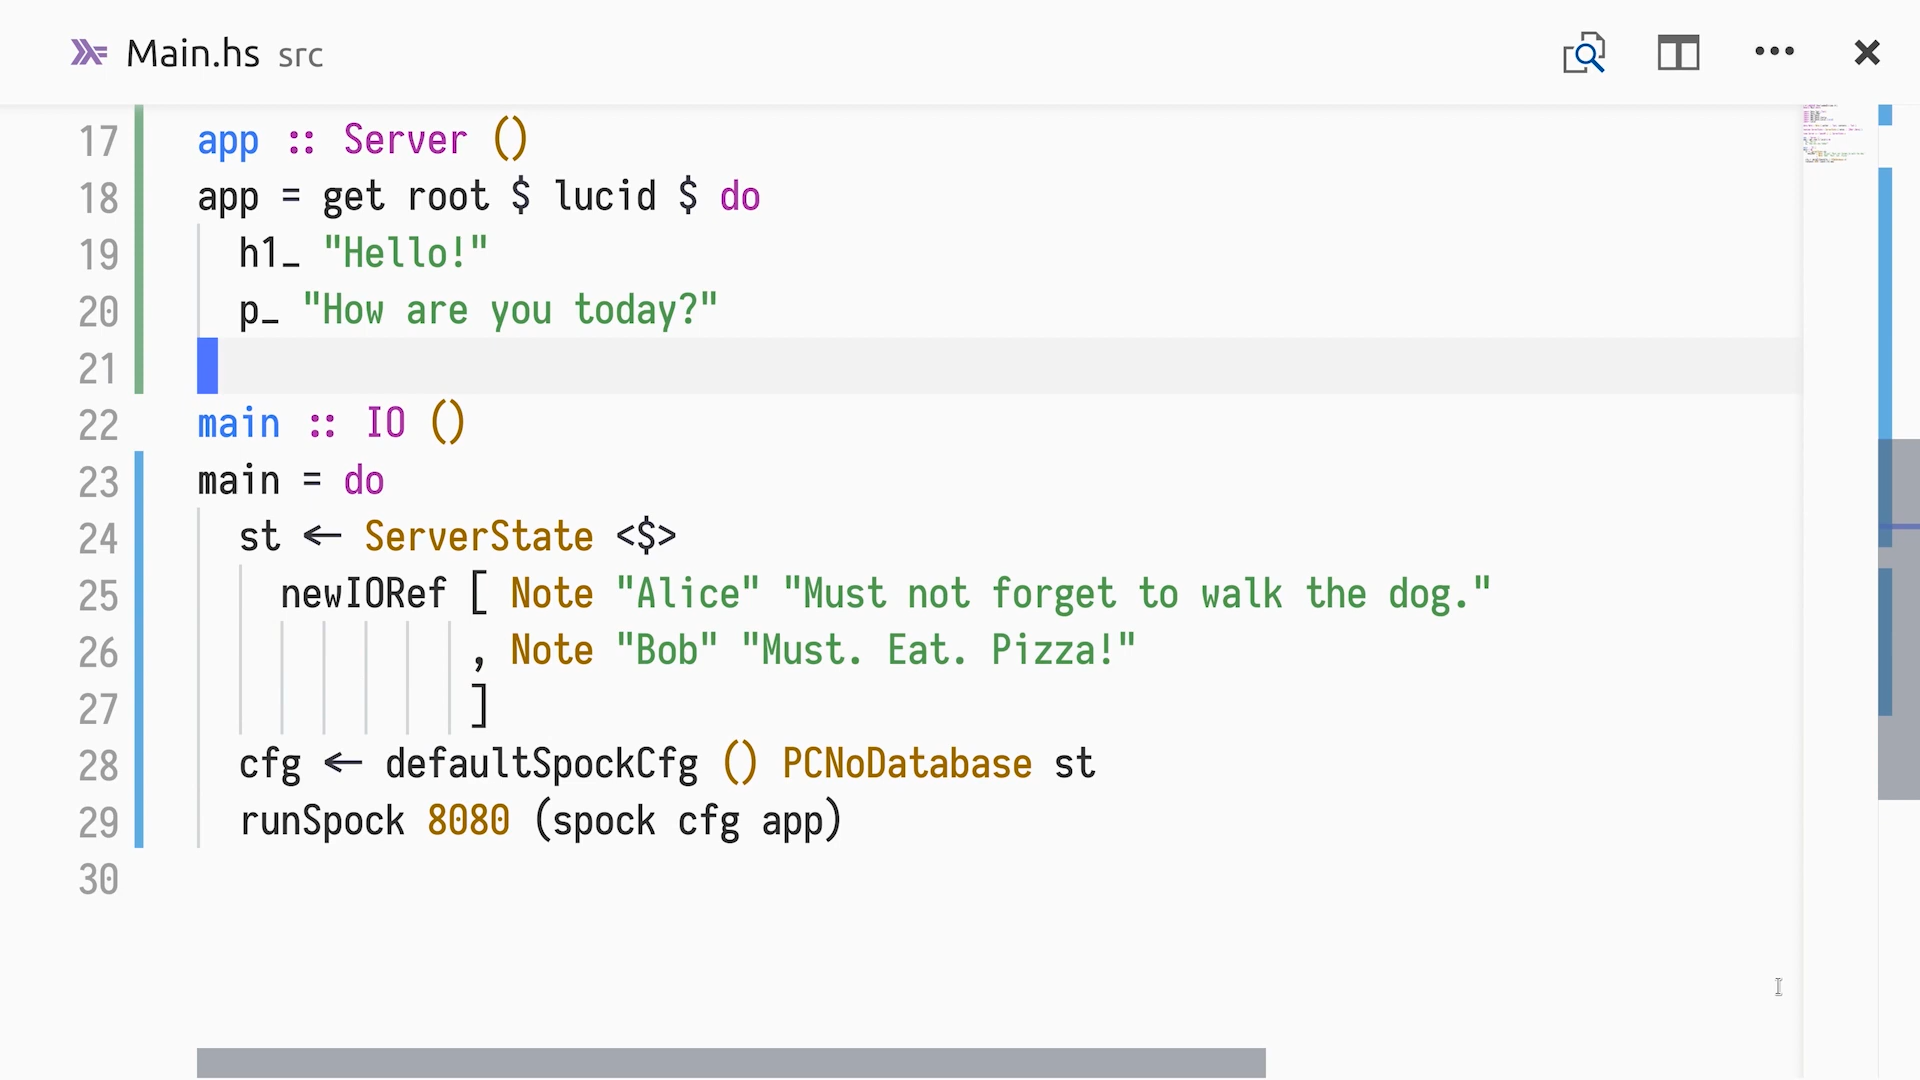 Main.hs src
17 app :: Server ()
18 app = get root $ lucid $ do
19   h1_ "Hello!"
20   p_ "How are you today?"
21
22 main :: IO ()
23 main = do
24   st <- ServerState <$>
25     newIORef [ Note "Alice" "Must not forget to walk the dog."
26              , Note "Bob" "Must. Eat. Pizza!"
27              ]
28   cfg <- defaultSpockCfg () PCNoDatabase st
29   runSpock 8080 (spock cfg app)
30